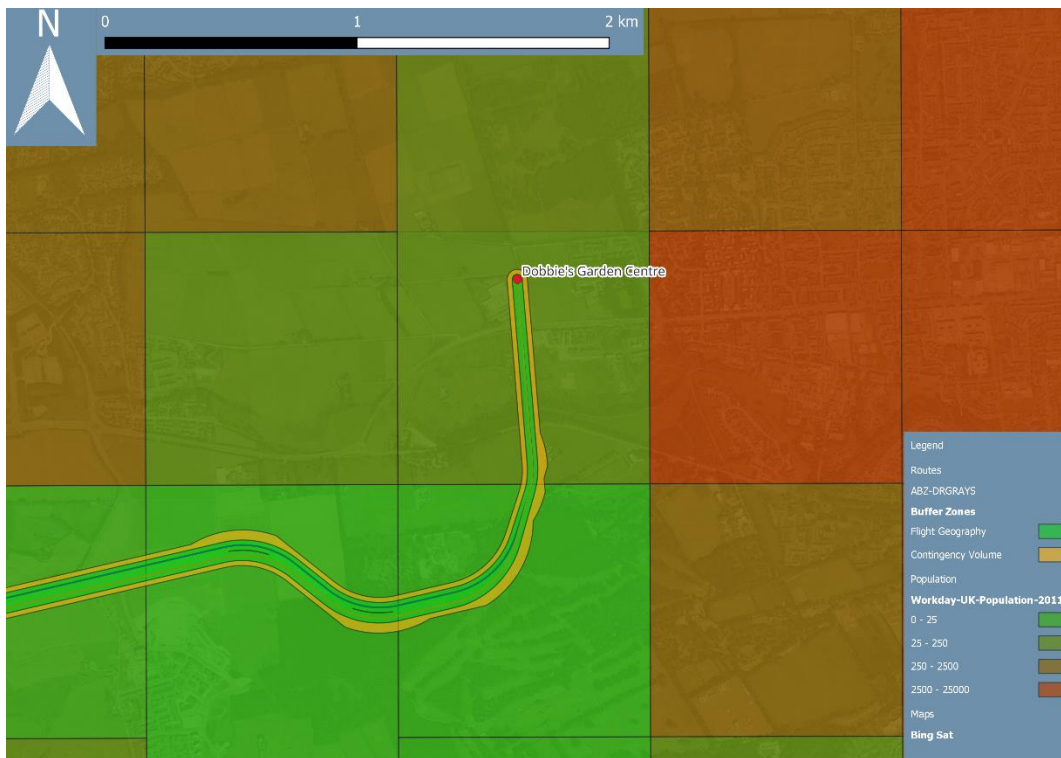 N
0 1 2 km
Dobbie's Garden Centre
Legend
Routes
ABZ-DRGRAYS
Buffer Zones
Flight Geography
Contingency Volume
Population
Workday-UK-Population-2011
0 - 25
25 - 250
250 - 2500
2500 - 25000
Maps
Bing Sat